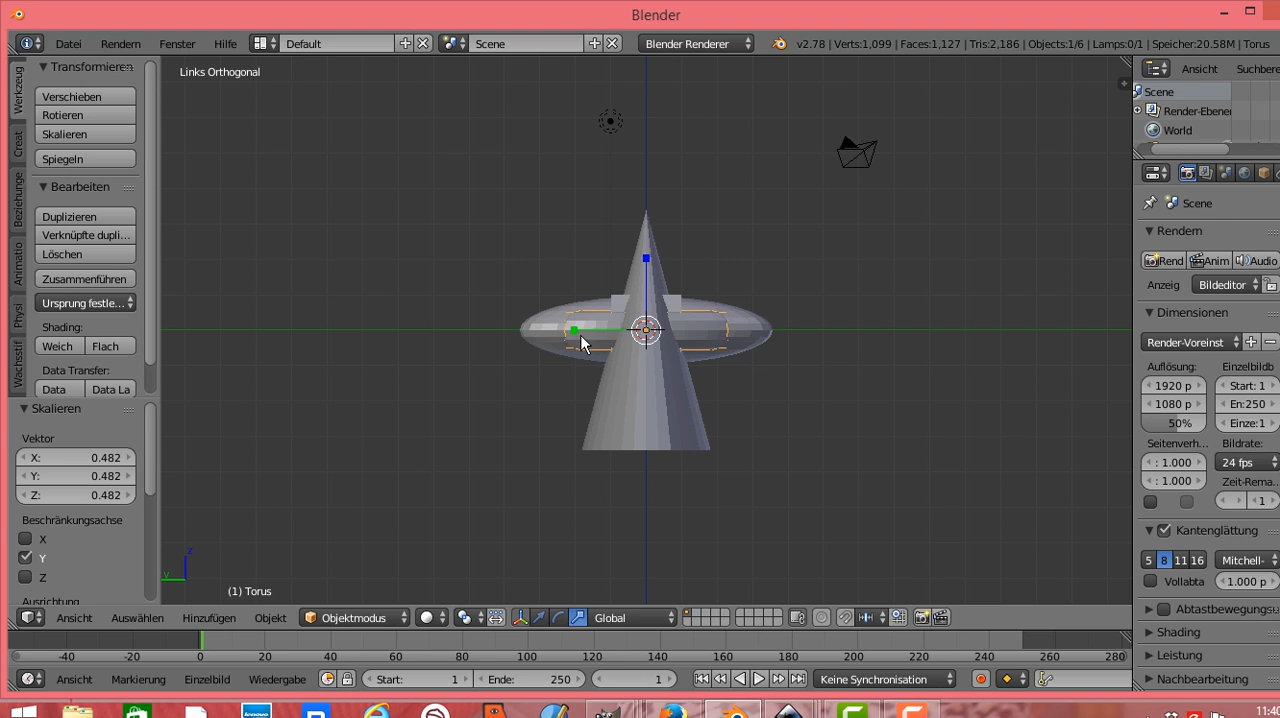 Blender
Datei Rendern Fenster Hilfe Default Scene Blender Renderer v2.78 | Verts:1,099 | Faces:1,127 | Tris:2,186 | Objects:1/6 | Lamps:0/1 | Speicher:20.58M | Torus
Werkzeug
Creat
Beziehunge
Animatio
Physi
Wachsstif
Transformieren
Verschieben
Rotieren
Skalieren
Spiegeln
Bearbeiten
Duplizieren
Verknüpfte dupli...
Löschen
Zusammenführen
Ursprung festle...
Shading:
Weich Flach
Data Transfer:
Data Data La
Skalieren
Vektor
X: 0.482
Y: 0.482
Z: 0.482
Beschränkungsachse
X
Y
Z
Ausrichtung
Links Orthogonal
z
y
(1) Torus
Ansicht Auswählen Hinzufügen Objekt Objektmodus Global
Ansicht Suchbere
Scene
Render-Ebenen
World
Scene
Rendern
Rend Anim Audio
Anzeig Bildeditor
Dimensionen
Render-Voreinst
Auflösung: Einzelbildb
1920 p Start: 1
1080 p En:250
50% Einze:1
Seitenverh... Bildrate:
: 1.000 24 fps
: 1.000 Zeit-Rema..
1
Kantenglättung
5 8 11 16 Mitchell-
Vollabta 1.000 p
Abtastbewegungsu
Shading
Leistung
Nachbearbeitung
-40 -20 0 20 40 60 80 100 120 140 160 180 200 220 240 260 280
Ansicht Markierung Einzelbild Wiedergabe Start: 1 Ende: 250 1 Keine Synchronisation
11:40